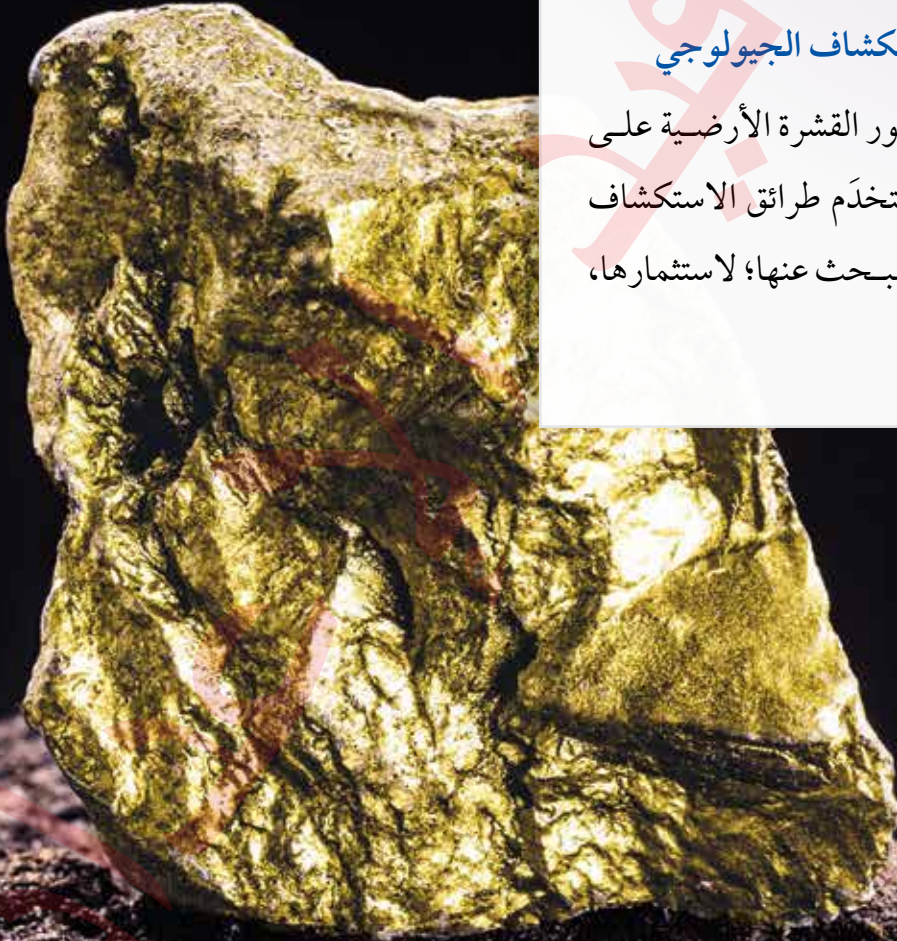 كشاف الجيولوجي
ور القشرة الأرضية على
تخدَم طرائق الاستكشاف
بحث عنها؛ لاستثمارها،